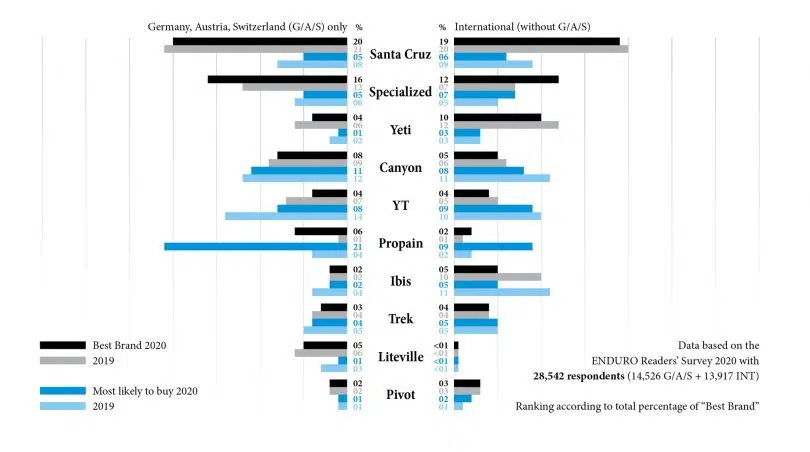 Germany, Austria, Switzerland (G/A/S) only % % International (without G/A/S)
20 19
21 Santa Cruz 20
05 06
08 09
16 12
12 Specialized 07
05 07
06 05
04 10
06 Yeti 12
01 03
02 03
08 05
09 Canyon 06
11 08
12 11
04 04
07 YT 05
08 09
14 10
06 02
01 Propain 01
21 09
04 02
02 05
02 Ibis 10
02 05
04 11
03 04
04 Trek 04
04 05
05 05
05 <01
06 Liteville <01
01 <01
03 <01
02 03
02 Pivot 03
01 02
01 01
Best Brand 2020
2019
Most likely to buy 2020
2019
Data based on the
ENDURO Readers' Survey 2020 with
28,542 respondents (14,526 G/A/S + 13,917 INT)
Ranking according to total percentage of “Best Brand”